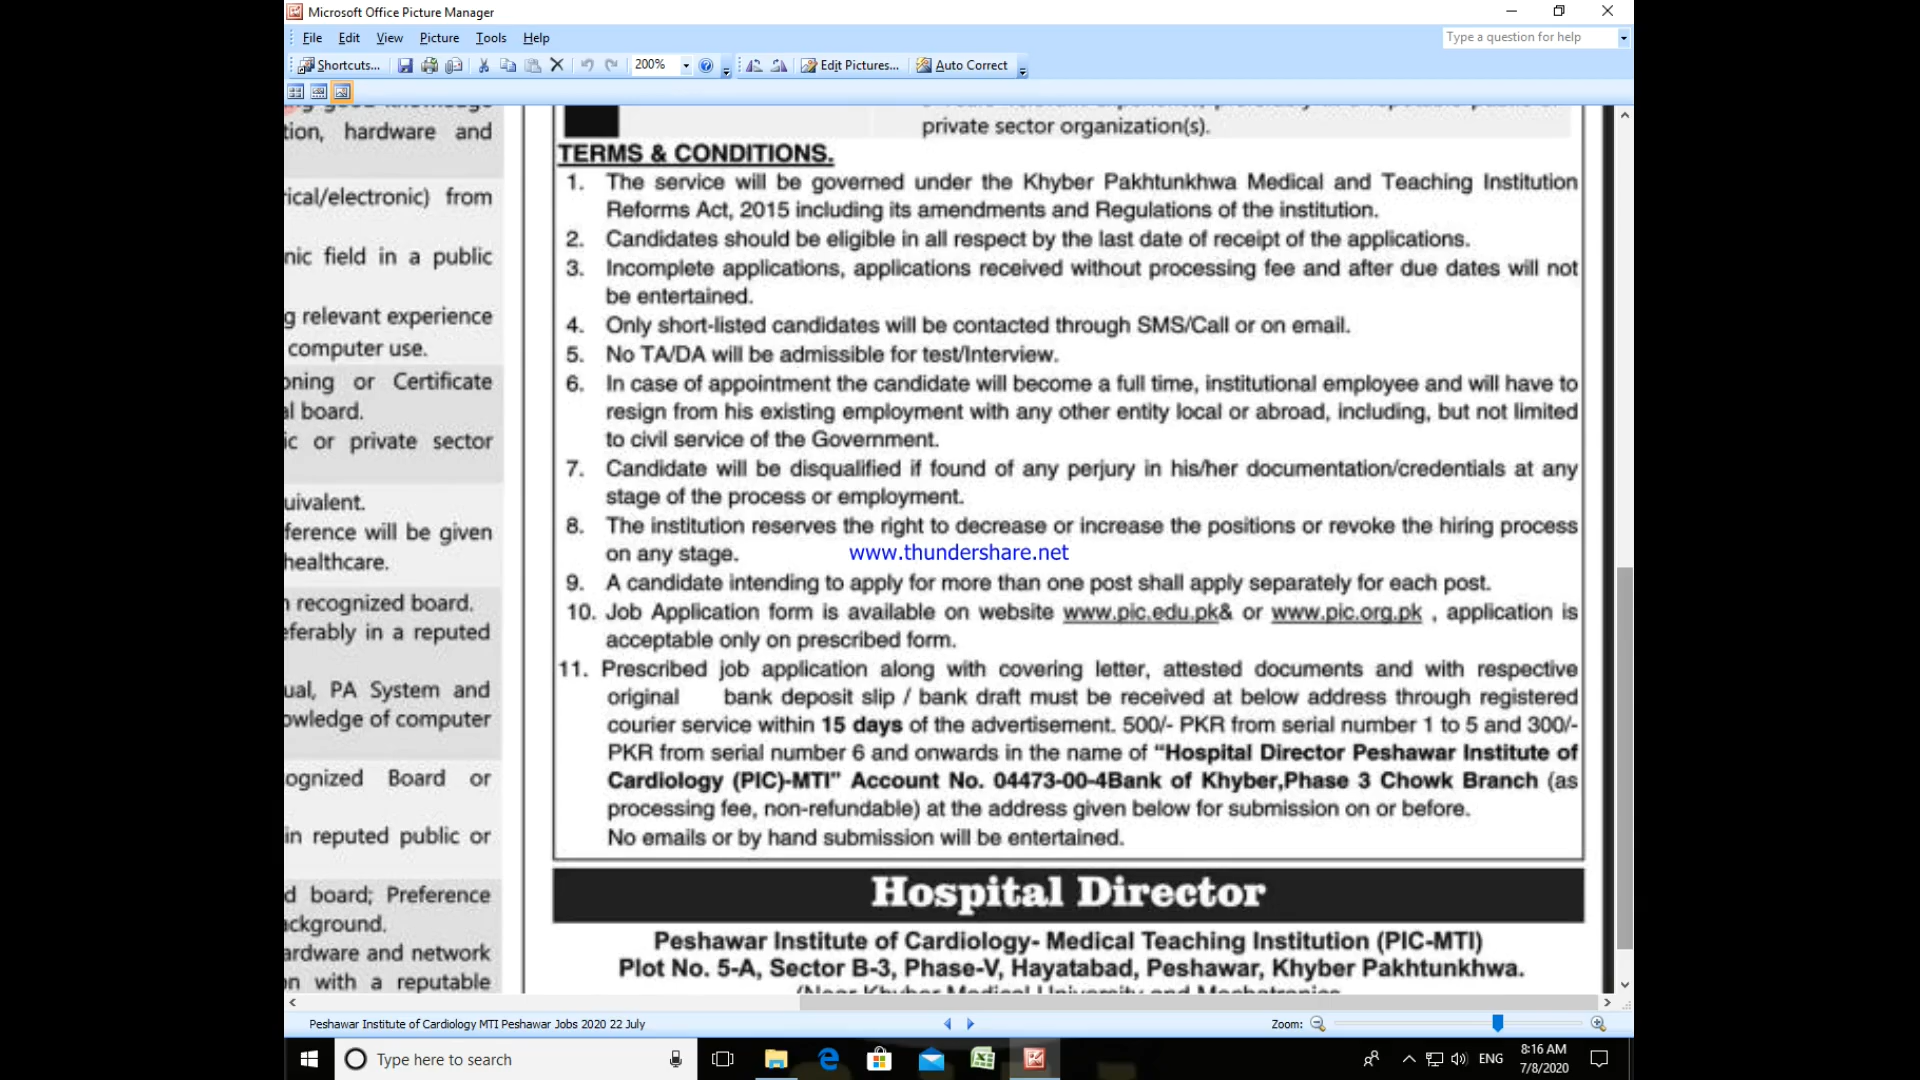 Microsoft Office Picture Manager
File Edit View Picture Tools Help
Type a question for help
Shortcuts... 200% Edit Pictures... Auto Correct
tion, hardware and
rical/electronic) from
nic field in a public
g relevant experience
computer use.
oning or Certificate
al board.
ic or private sector
uivalent.
ference will be given
healthcare.
n recognized board.
eferably in a reputed
ual, PA System and
owledge of computer
ognized Board or
in reputed public or
d board; Preference
ackground.
ardware and network
on with a reputable
private sector organization(s).
TERMS & CONDITIONS.
1. The service will be governed under the Khyber Pakhtunkhwa Medical and Teaching Institution
Reforms Act, 2015 including its amendments and Regulations of the institution.
2. Candidates should be eligible in all respect by the last date of receipt of the applications.
3. Incomplete applications, applications received without processing fee and after due dates will not
be entertained.
4. Only short-listed candidates will be contacted through SMS/Call or on email.
5. No TA/DA will be admissible for test/Interview.
6. In case of appointment the candidate will become a full time, institutional employee and will have to
resign from his existing employment with any other entity local or abroad, including, but not limited
to civil service of the Government.
7. Candidate will be disqualified if found of any perjury in his/her documentation/credentials at any
stage of the process or employment.
8. The institution reserves the right to decrease or increase the positions or revoke the hiring process
on any stage. www.thundershare.net
9. A candidate intending to apply for more than one post shall apply separately for each post.
10. Job Application form is available on website www.pic.edu.pk& or www.pic.org.pk , application is
acceptable only on prescribed form.
11. Prescribed job application along with covering letter, attested documents and with respective
original bank deposit slip / bank draft must be received at below address through registered
courier service within 15 days of the advertisement. 500/- PKR from serial number 1 to 5 and 300/-
PKR from serial number 6 and onwards in the name of "Hospital Director Peshawar Institute of
Cardiology (PIC)-MTI" Account No. 04473-00-4Bank of Khyber,Phase 3 Chowk Branch (as
processing fee, non-refundable) at the address given below for submission on or before.
No emails or by hand submission will be entertained.
Hospital Director
Peshawar Institute of Cardiology- Medical Teaching Institution (PIC-MTI)
Plot No. 5-A, Sector B-3, Phase-V, Hayatabad, Peshawar, Khyber Pakhtunkhwa.
(Near Khyber Medical University and Mechatronics
Peshawar Institute of Cardiology MTI Peshawar Jobs 2020 22 July
Zoom:
Type here to search
ENG
8:16 AM
7/8/2020